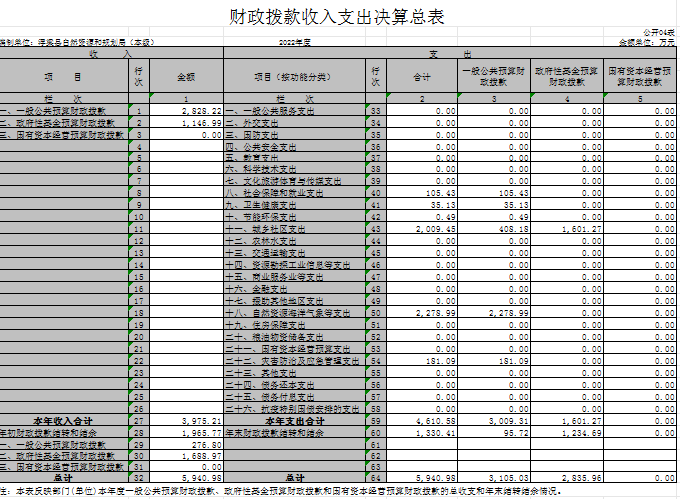 财政拨款收入支出决算总表
公开04表
编制单位：浮梁县自然资源和规划局（本级） 2022年度 金额单位：万元
收 入 支 出
项 目 行次 金额 项目（按功能分类） 行次 合计 一般公共预算财政拨款 政府性基金预算财政拨款 国有资本经营预算财政拨款
栏 次 1 栏 次 2 3 4 5
一、一般公共预算财政拨款 1 2,828.22 一、一般公共服务支出 33 0.00 0.00 0.00 0.00
二、政府性基金预算财政拨款 2 1,146.99 二、外交支出 34 0.00 0.00 0.00 0.00
三、国有资本经营预算财政拨款 3 0.00 三、国防支出 35 0.00 0.00 0.00 0.00
4 四、公共安全支出 36 0.00 0.00 0.00 0.00
5 五、教育支出 37 0.00 0.00 0.00 0.00
6 六、科学技术支出 38 0.00 0.00 0.00 0.00
7 七、文化旅游体育与传媒支出 39 0.00 0.00 0.00 0.00
8 八、社会保障和就业支出 40 105.43 105.43 0.00 0.00
9 九、卫生健康支出 41 35.13 35.13 0.00 0.00
10 十、节能环保支出 42 0.49 0.49 0.00 0.00
11 十一、城乡社区支出 43 2,009.45 408.18 1,601.27 0.00
12 十二、农林水支出 44 0.00 0.00 0.00 0.00
13 十三、交通运输支出 45 0.00 0.00 0.00 0.00
14 十四、资源勘探工业信息等支出 46 0.00 0.00 0.00 0.00
15 十五、商业服务业等支出 47 0.00 0.00 0.00 0.00
16 十六、金融支出 48 0.00 0.00 0.00 0.00
17 十七、援助其他地区支出 49 0.00 0.00 0.00 0.00
18 十八、自然资源海洋气象等支出 50 2,278.99 2,278.99 0.00 0.00
19 十九、住房保障支出 51 0.00 0.00 0.00 0.00
20 二十、粮油物资储备支出 52 0.00 0.00 0.00 0.00
21 二十一、国有资本经营预算支出 53 0.00 0.00 0.00 0.00
22 二十二、灾害防治及应急管理支出 54 181.09 181.09 0.00 0.00
23 二十三、其他支出 55 0.00 0.00 0.00 0.00
24 二十四、债务还本支出 56 0.00 0.00 0.00 0.00
25 二十五、债务付息支出 57 0.00 0.00 0.00 0.00
26 二十六、抗疫特别国债安排的支出 58 0.00 0.00 0.00 0.00
本年收入合计 27 3,975.21 本年支出合计 59 4,610.58 3,009.31 1,601.27 0.00
年初财政拨款结转和结余 28 1,965.77 年末财政拨款结转和结余 60 1,330.41 95.72 1,234.69 0.00
一、一般公共预算财政拨款 29 276.80 61
二、政府性基金预算财政拨款 30 1,688.97 62
三、国有资本经营预算财政拨款 31 0.00 63
总计 32 5,940.98 总计 64 5,940.98 3,105.03 2,835.96 0.00
注：本表反映部门(单位)本年度一般公共预算财政拨款、政府性基金预算财政拨款和国有资本经营预算财政拨款的总收支和年末结转结余情况。